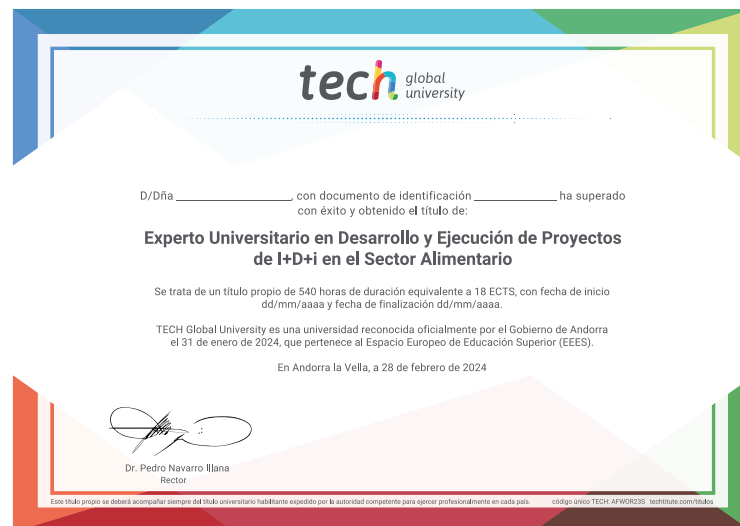 tech global university
D/Dña ____________________, con documento de identificación ______________ ha superado
con éxito y obtenido el título de:
Experto Universitario en Desarrollo y Ejecución de Proyectos
de I+D+i en el Sector Alimentario
Se trata de un título propio de 540 horas de duración equivalente a 18 ECTS, con fecha de inicio
dd/mm/aaaa y fecha de finalización dd/mm/aaaa.
TECH Global University es una universidad reconocida oficialmente por el Gobierno de Andorra
el 31 de enero de 2024, que pertenece al Espacio Europeo de Educación Superior (EEES).
En Andorra la Vella, a 28 de febrero de 2024
Dr. Pedro Navarro Illana
Rector
Este título propio se deberá acompañar siempre del título universitario habilitante expedido por la autoridad competente para ejercer profesionalmente en cada país. código único TECH: AFWOR23S techtitute.com/titulos